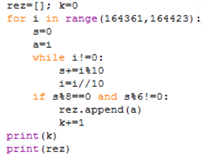 rez=[]; k=0
for i in range(164361,164423):
    s=0
    a=i
    while i!=0:
        s+=i%10
        i=i//10
    if s%8==0 and s%6!=0:
        rez.append(a)
        k+=1
print(k)
print(rez)